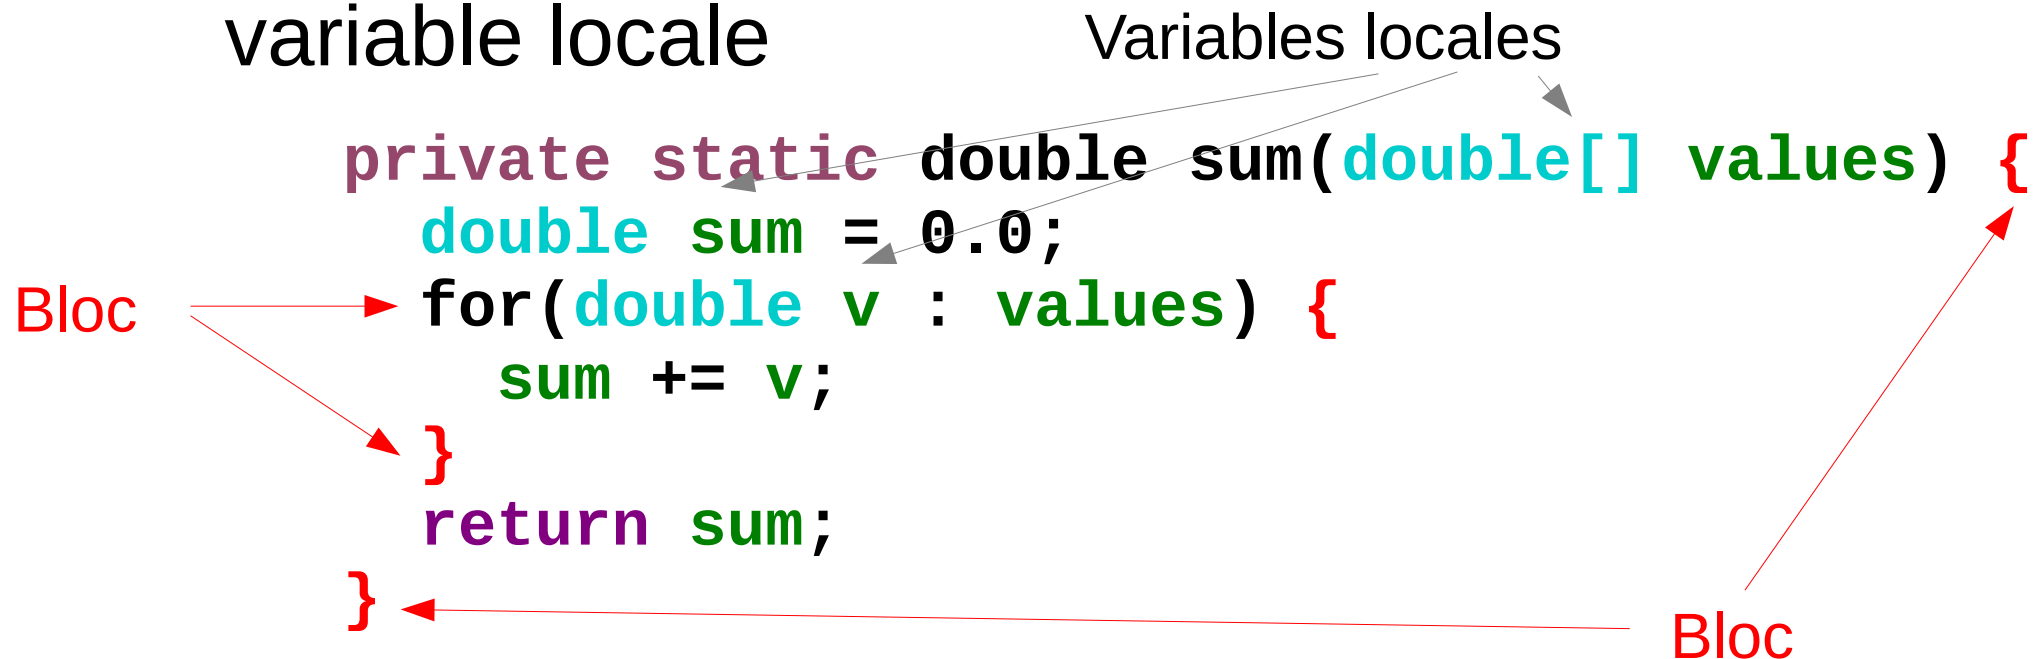 variable locale
Variables locales
private static double sum(double[] values) {
double sum = 0.0;
for(double v : values) {
sum += v;
}
return sum;
}
Bloc
Bloc